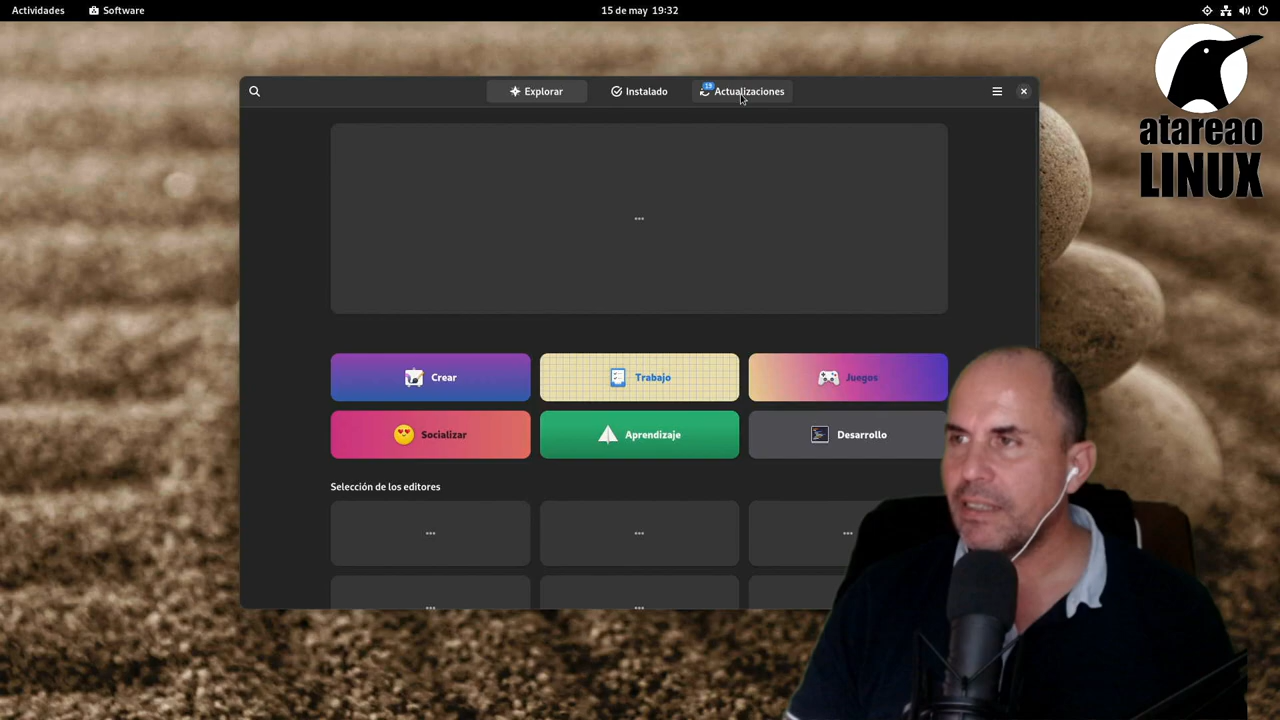 Actividades
Software
15 de may 19:32
atareao
LINUX
Explorar
Instalado
Actualizaciones
Crear
Trabajo
Juegos
Socializar
Aprendizaje
Desarrollo
Selección de los editores